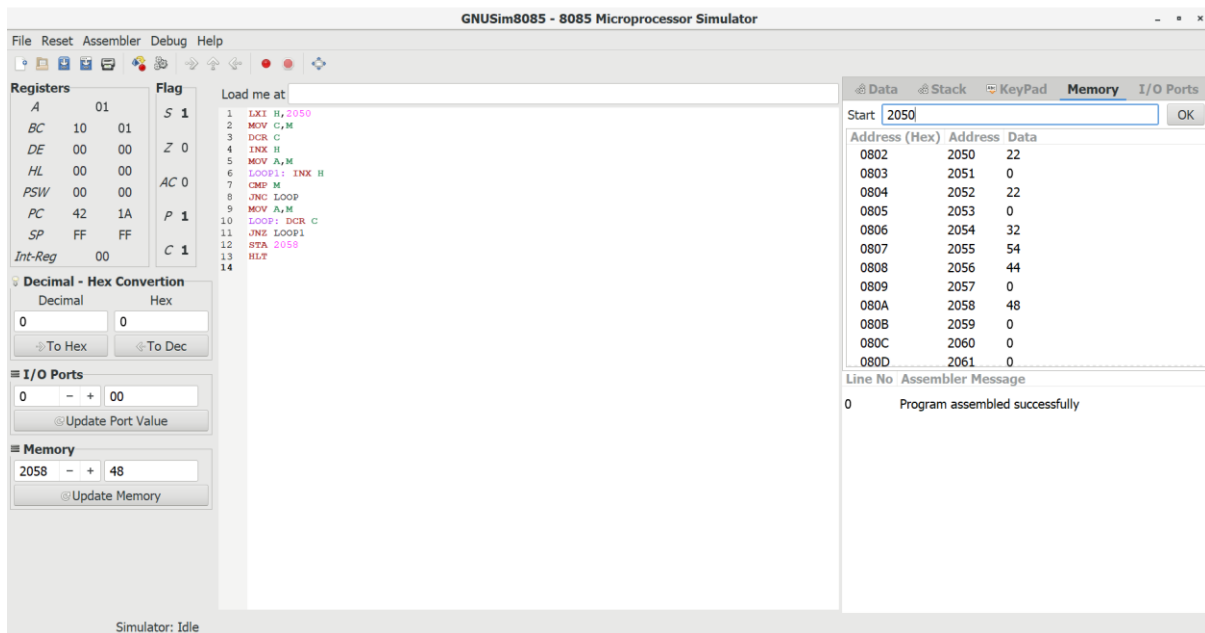 GNUSim8085 - 8085 Microprocessor Simulator
File Reset Assembler Debug Help
Registers
A 01
BC 10 01
DE 00 00
HL 00 00
PSW 00 00
PC 42 1A
SP FF FF
Int-Reg 00
Flag
S 1
Z 0
AC 0
P 1
C 1
Decimal - Hex Convertion
Decimal Hex
0 0
To Hex To Dec
I/O Ports
0 - + 00
Update Port Value
Memory
2058 - + 48
Update Memory
Load me at
1 LXI H,2050
2 MOV C,M
3 DCR C
4 INX H
5 MOV A,M
6 LOOP1: INX H
7 CMP M
8 JNC LOOP
9 MOV A,M
10 LOOP: DCR C
11 JNZ LOOP1
12 STA 2058
13 HLT
14
Data Stack KeyPad Memory I/O Ports
Start 2050 OK
Address (Hex) Address Data
0802 2050 22
0803 2051 0
0804 2052 22
0805 2053 0
0806 2054 32
0807 2055 54
0808 2056 44
0809 2057 0
080A 2058 48
080B 2059 0
080C 2060 0
080D 2061 0
Line No Assembler Message
0 Program assembled successfully
Simulator: Idle